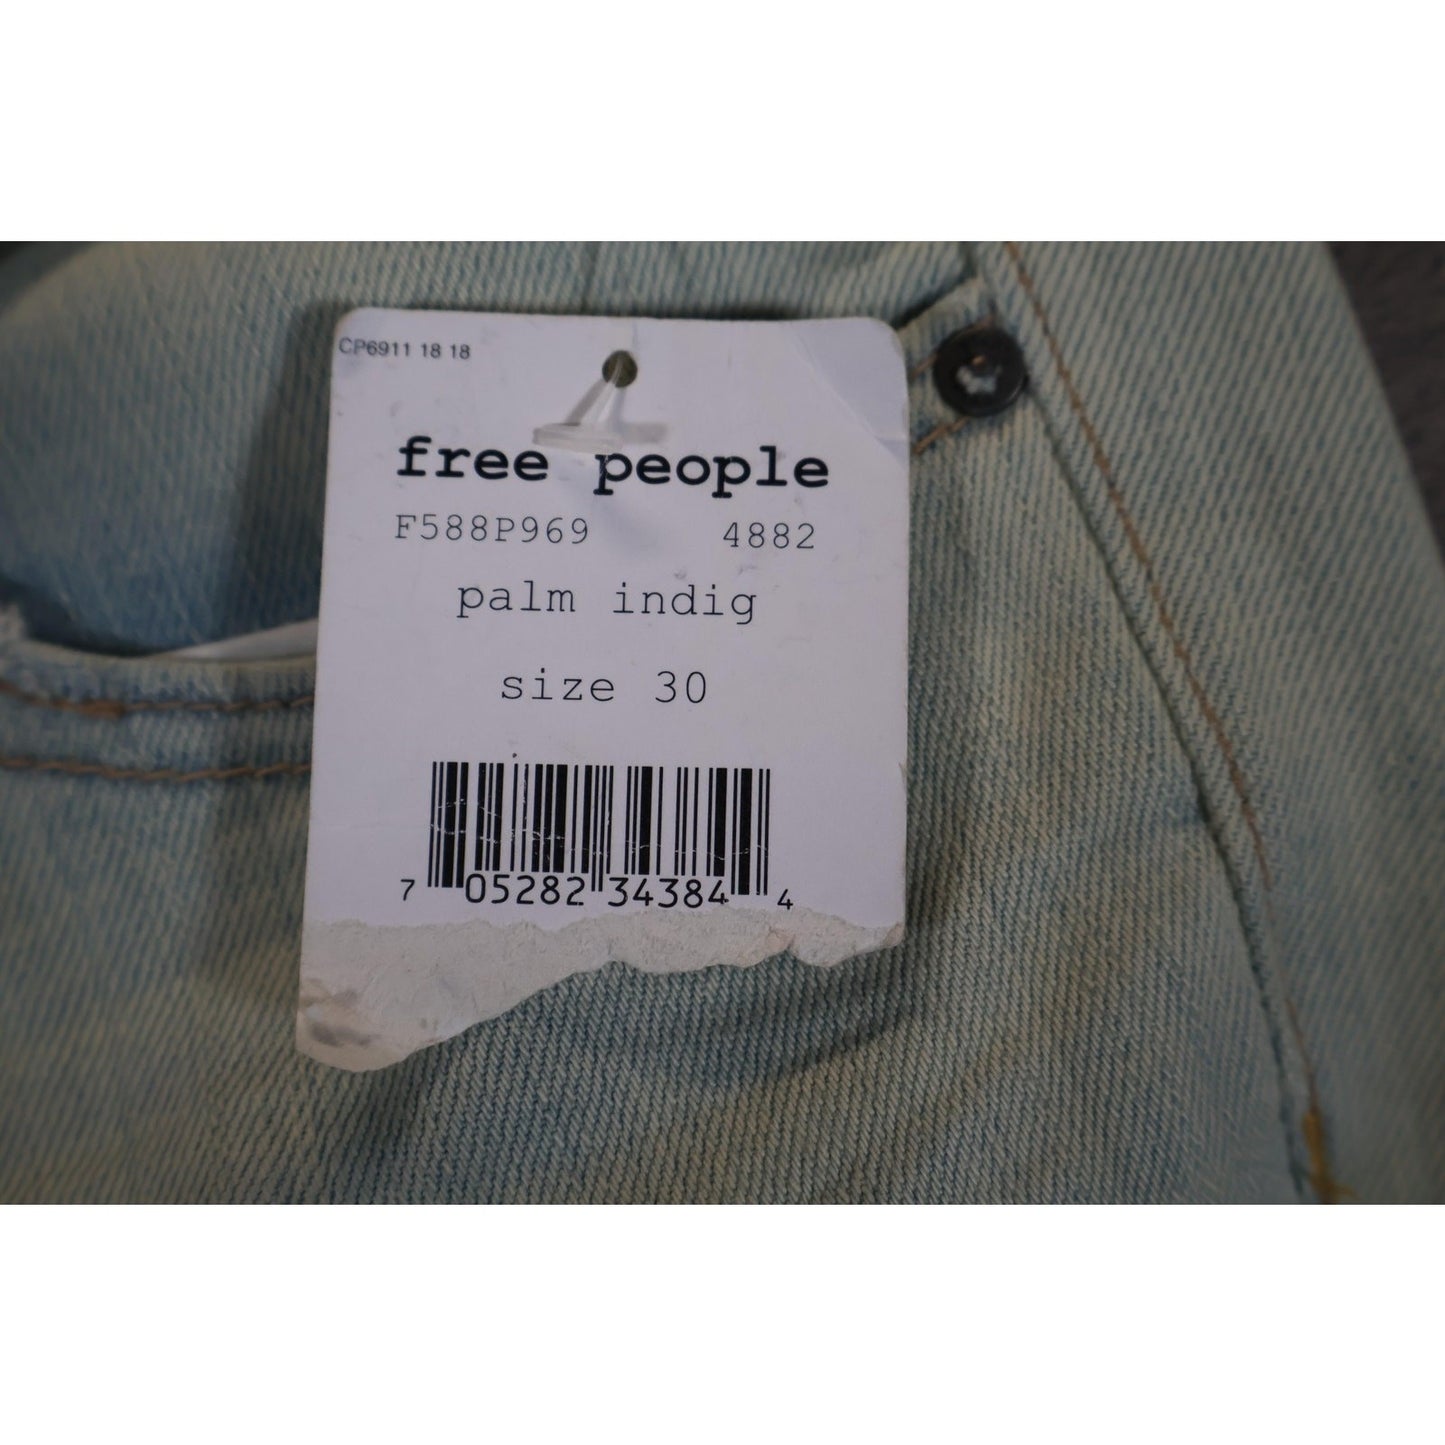 CP6911 18 18
free people
F588P969 4882
palm indig
size 30
7 05282 34384 4